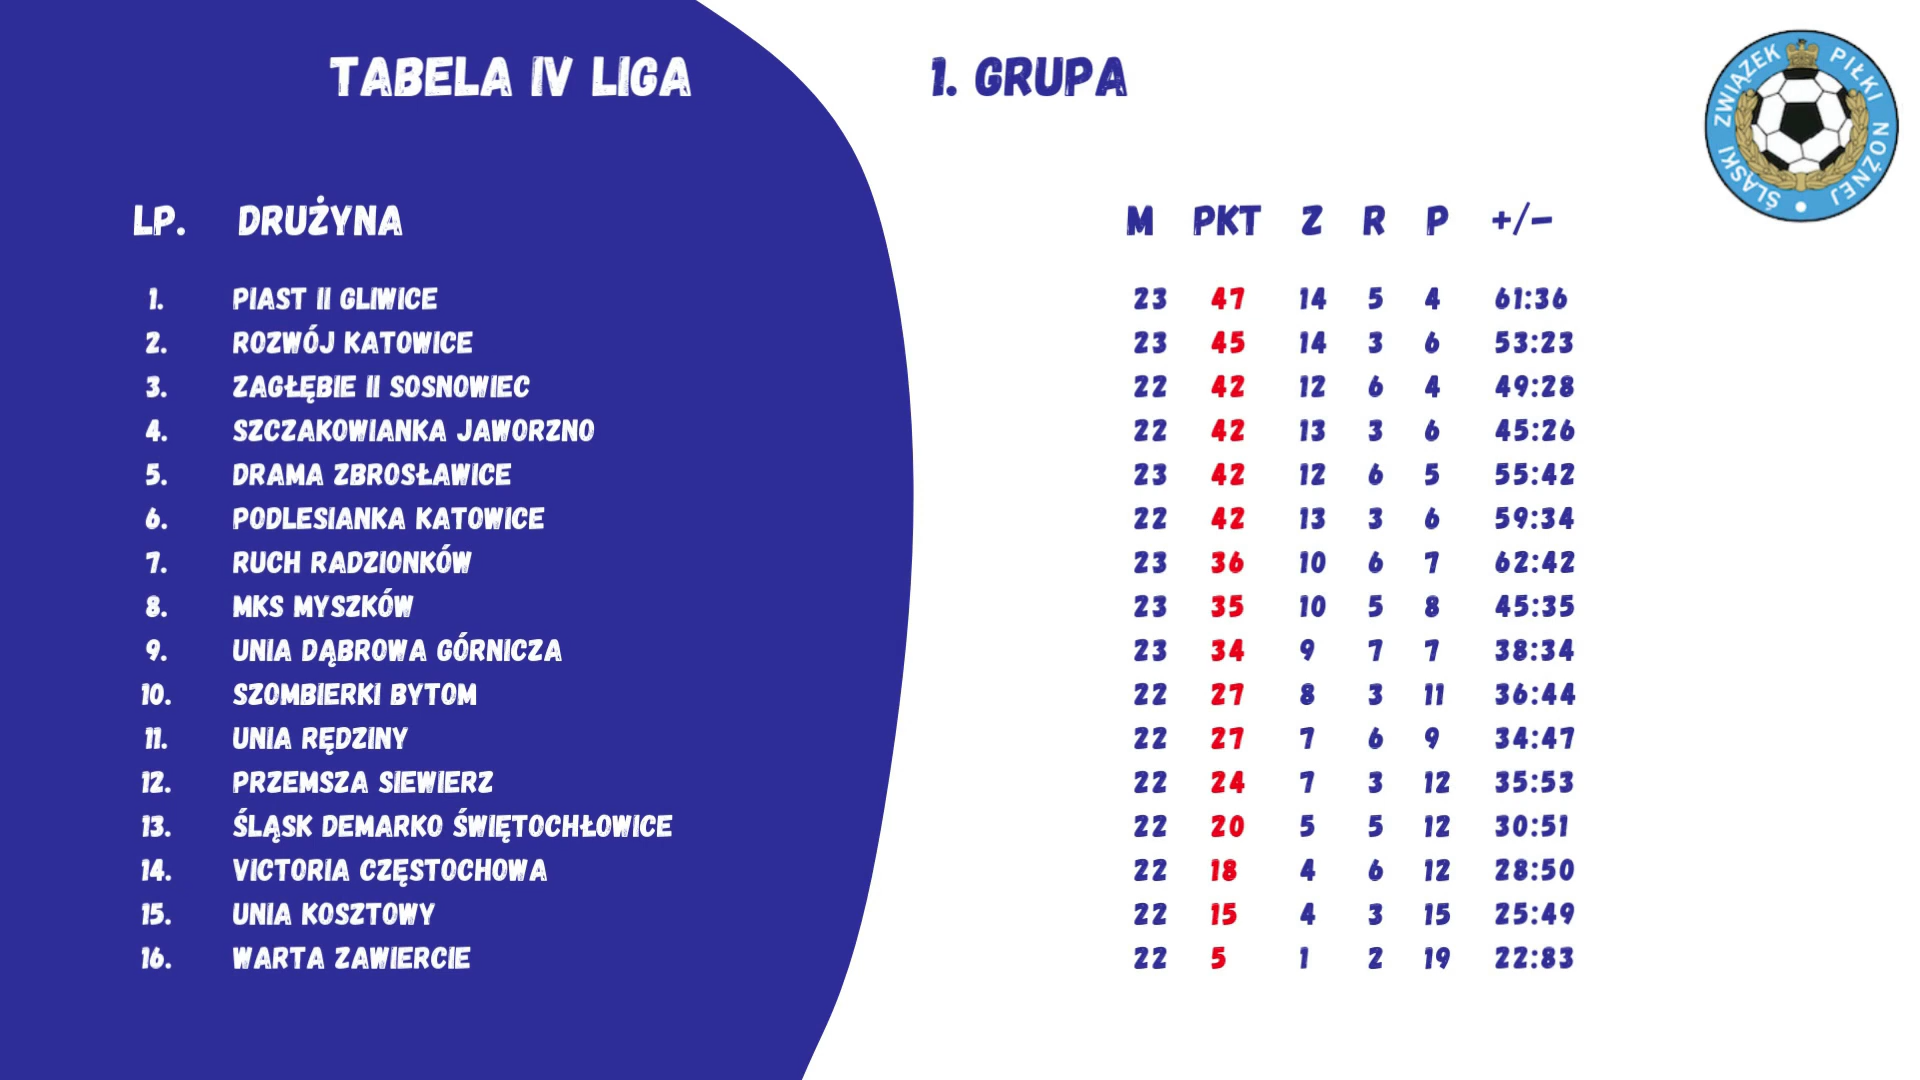 TABELA IV LIGA 1. GRUPA
ŚLĄSKI ZWIĄZEK PIŁKI NOŻNEJ
LP. DRUŻYNA M PKT Z R P +/-
1. PIAST II GLIWICE 23 47 14 5 4 61:36
2. ROZWÓJ KATOWICE 23 45 14 3 6 53:23
3. ZAGŁĘBIE II SOSNOWIEC 22 42 12 6 4 49:28
4. SZCZAKOWIANKA JAWORZNO 22 42 13 3 6 45:26
5. DRAMA ZBROSŁAWICE 23 42 12 6 5 55:42
6. PODLESIANKA KATOWICE 22 42 13 3 6 59:34
7. RUCH RADZIONKÓW 23 36 10 6 7 62:42
8. MKS MYSZKÓW 23 35 10 5 8 45:35
9. UNIA DĄBROWA GÓRNICZA 23 34 9 7 7 38:34
10. SZOMBIERKI BYTOM 22 27 8 3 11 36:44
11. UNIA RĘDZINY 22 27 7 6 9 34:47
12. PRZEMSZA SIEWIERZ 22 24 7 3 12 35:53
13. ŚLĄSK DEMARKO ŚWIĘTOCHŁOWICE 22 20 5 5 12 30:51
14. VICTORIA CZĘSTOCHOWA 22 18 4 6 12 28:50
15. UNIA KOSZTOWY 22 15 4 3 15 25:49
16. WARTA ZAWIERCIE 22 5 1 2 19 22:83